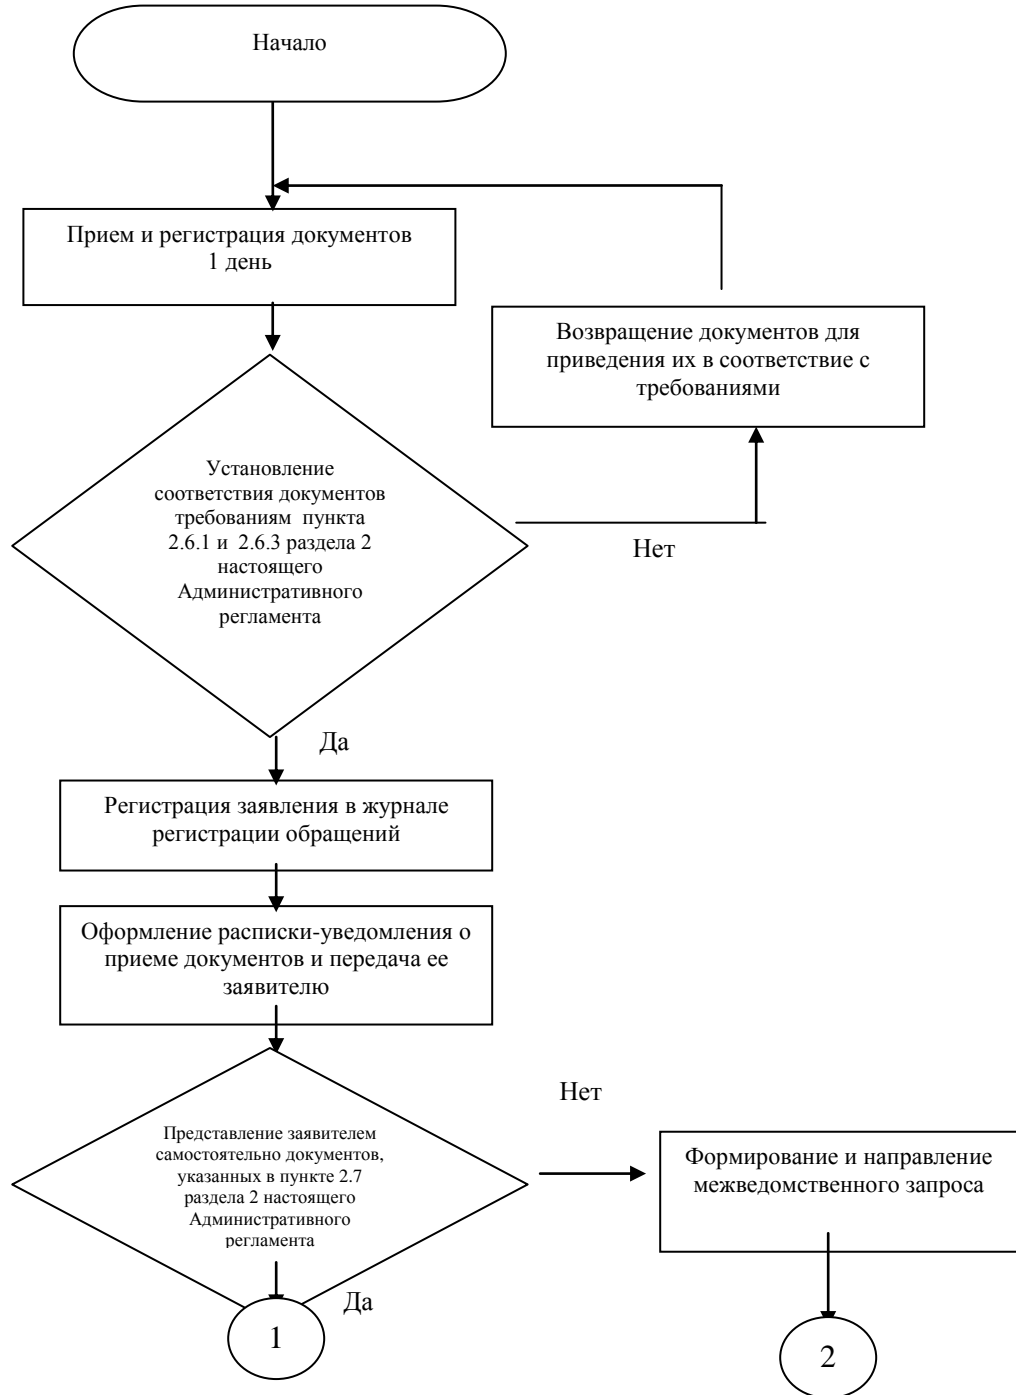 Начало
Прием и регистрация документов
1 день
Возвращение документов для
приведения их в соответствие с
требованиями
Установление
соответствия документов
требованиям пункта
2.6.1 и 2.6.3 раздела 2
настоящего
Административного
регламента
Нет
Да
Регистрация заявления в журнале
регистрации обращений
Оформление расписки-уведомления о
приеме документов и передача ее
заявителю
Нет
Представление заявителем
самостоятельно документов,
указанных в пункте 2.7
раздела 2 настоящего
Административного
регламента
Формирование и направление
межведомственного запроса
Да
1
2